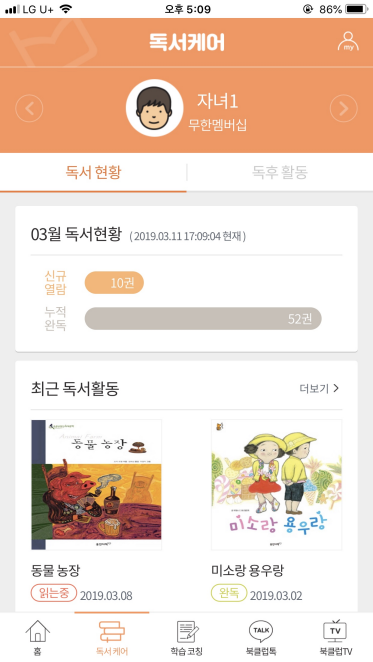 LG U+ 오후 5:09 86%
독서케어
my
자녀1
무한멤버십
독서 현황 독후 활동
03월 독서현황 ( 2019.03.11 17:09:04 현재 )
신규
열람
10권
누적
완독
52권
최근 독서활동 더보기
동물 농장
미소랑 용우랑
동물 농장 미소랑 용우랑
읽는중 2019.03.08 완독 2019.03.02
TALK TV
홈 독서케어 학습코칭 북클럽톡 북클럽TV